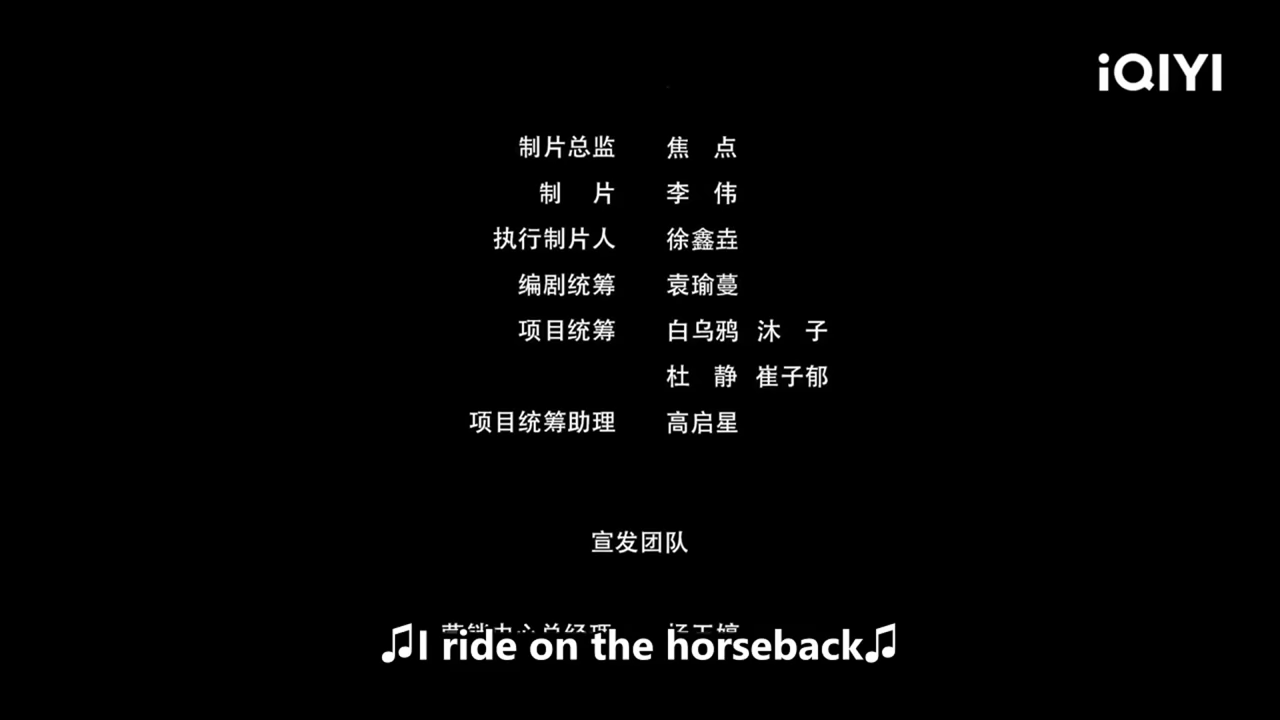 iQIYI
制片总监 焦 点
制 片 李 伟
执行制片人 徐鑫垚
编剧统筹 袁瑜蔓
项目统筹 白乌鸦 沐 子
杜 静 崔子郁
项目统筹助理 高启星
宣发团队
♫I ride on the horseback♫